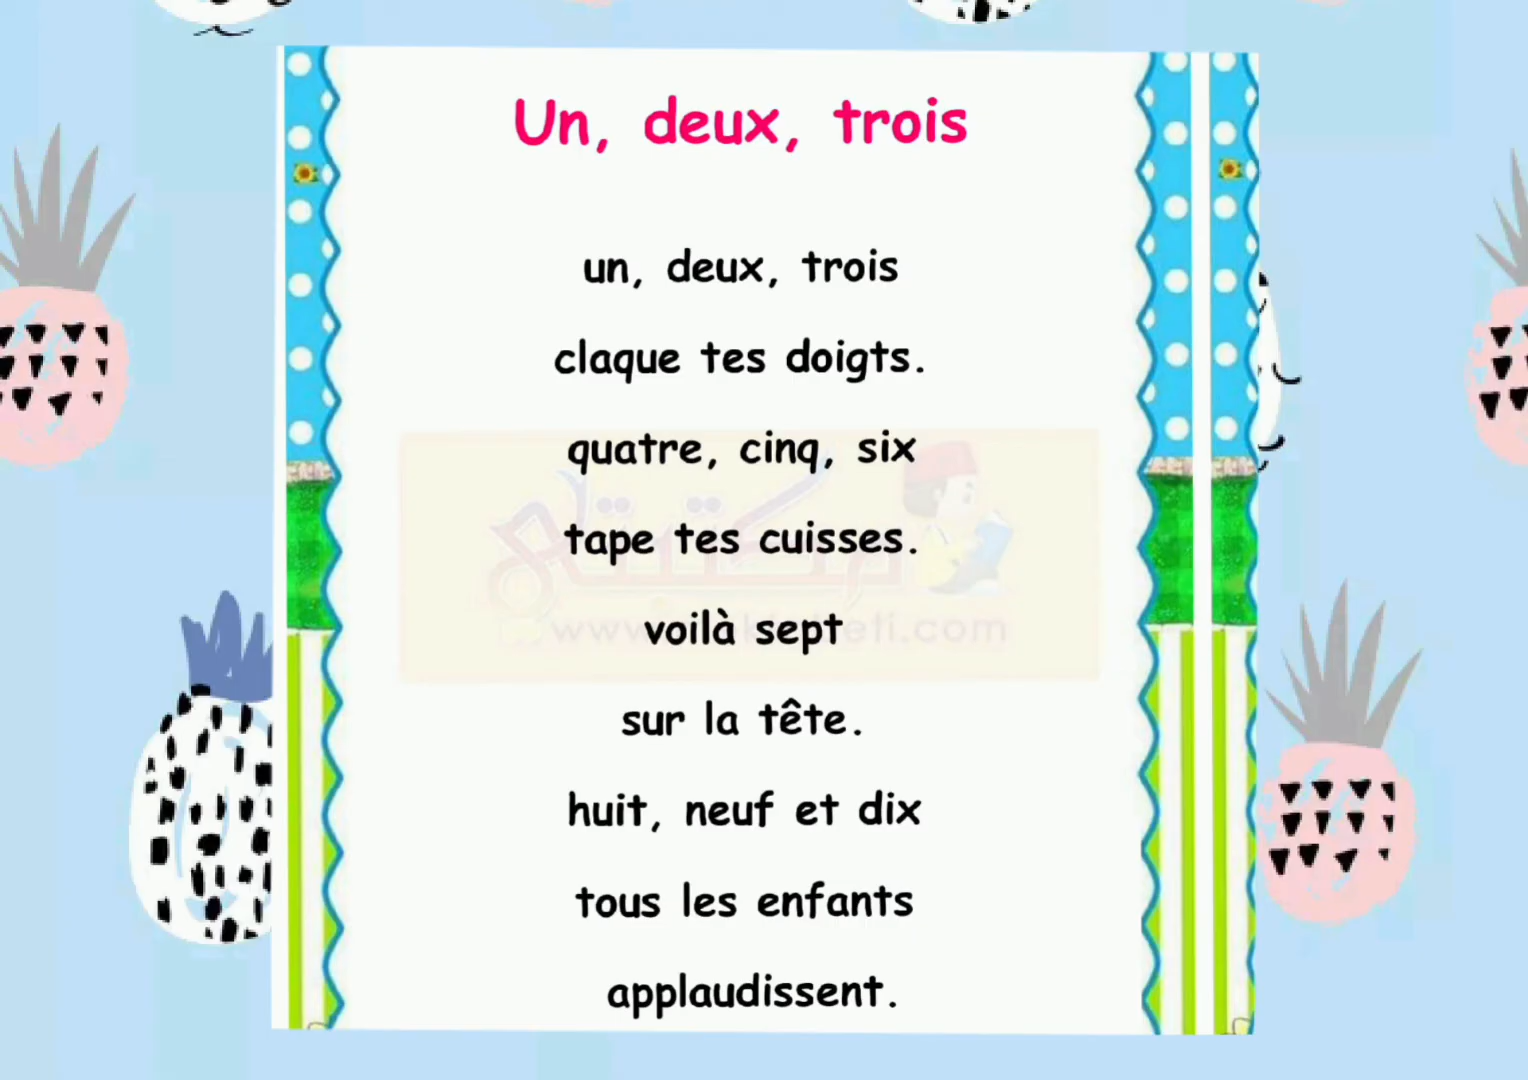 Un, deux, trois
un, deux, trois
claque tes doigts.
quatre, cinq, six
tape tes cuisses.
voilà sept
sur la tête.
huit, neuf et dix
tous les enfants
applaudissent.